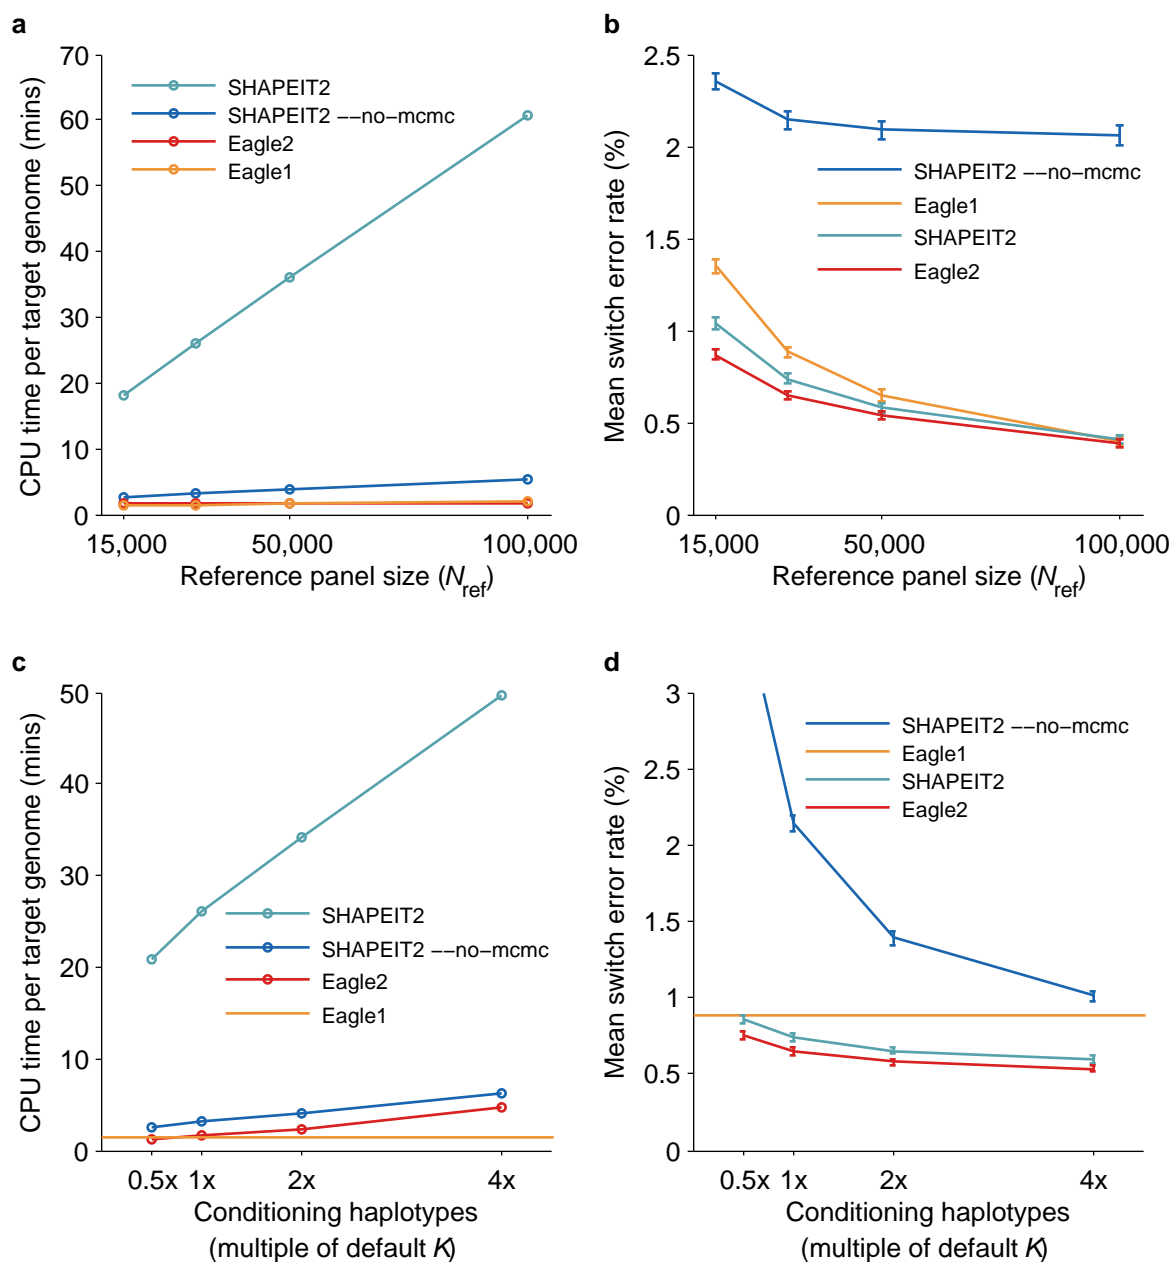 a
CPU time per target genome (mins)
70
60
50
40
30
20
10
0
SHAPEIT2
SHAPEIT2 −−no−mcmc
Eagle2
Eagle1
15,000
50,000
100,000
Reference panel size (Nref)
b
Mean switch error rate (%)
2.5
2
1.5
1
0.5
0
SHAPEIT2 −−no−mcmc
Eagle1
SHAPEIT2
Eagle2
15,000
50,000
100,000
Reference panel size (Nref)
c
CPU time per target genome (mins)
50
40
30
20
10
0
SHAPEIT2
SHAPEIT2 −−no−mcmc
Eagle2
Eagle1
0.5x
1x
2x
4x
Conditioning haplotypes
(multiple of default K)
d
Mean switch error rate (%)
3
2.5
2
1.5
1
0.5
0
SHAPEIT2 −−no−mcmc
Eagle1
SHAPEIT2
Eagle2
0.5x
1x
2x
4x
Conditioning haplotypes
(multiple of default K)